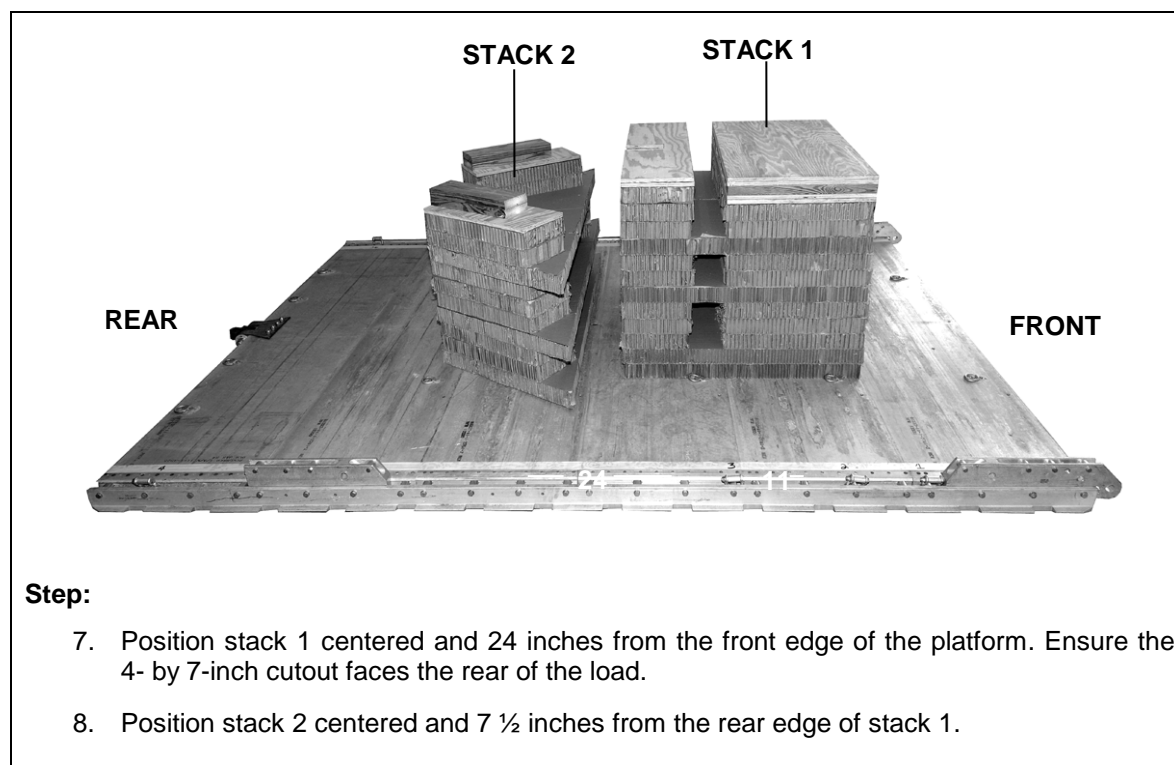 STACK 2
STACK 1
REAR
FRONT
24
11
Step:
7. Position stack 1 centered and 24 inches from the front edge of the platform. Ensure the
4- by 7-inch cutout faces the rear of the load.
8. Position stack 2 centered and 7 ½ inches from the rear edge of stack 1.